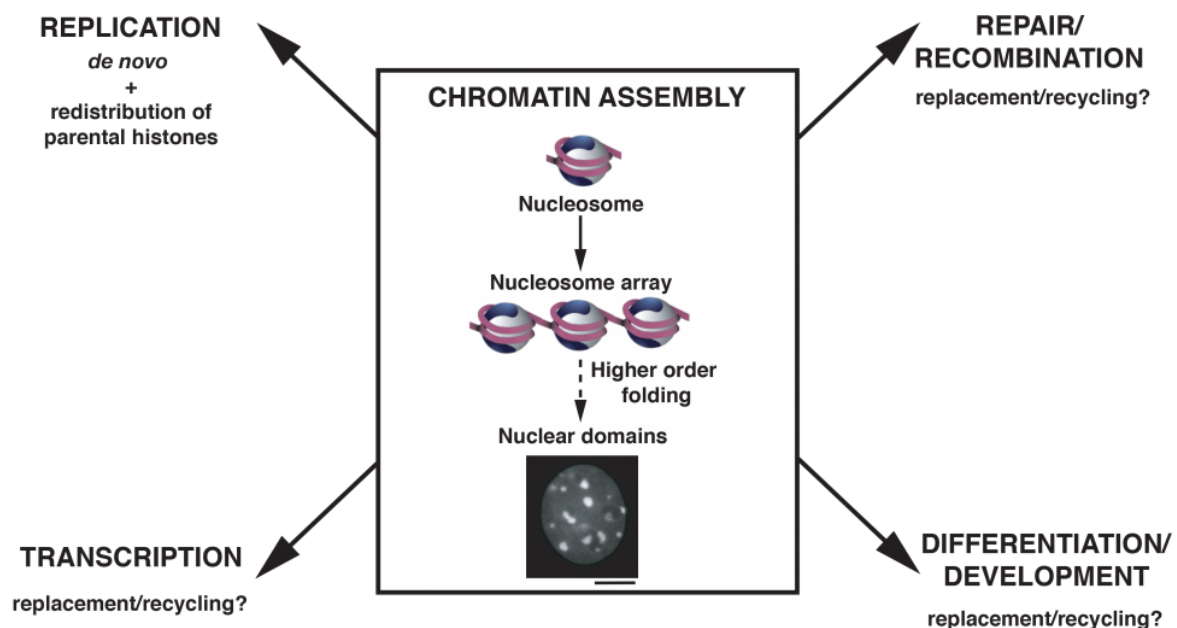 REPLICATION
de novo
+
redistribution of
parental histones
REPAIR/
RECOMBINATION
replacement/recycling?
CHROMATIN ASSEMBLY
Nucleosome
Nucleosome array
Higher order
folding
Nuclear domains
TRANSCRIPTION
replacement/recycling?
DIFFERENTIATION/
DEVELOPMENT
replacement/recycling?